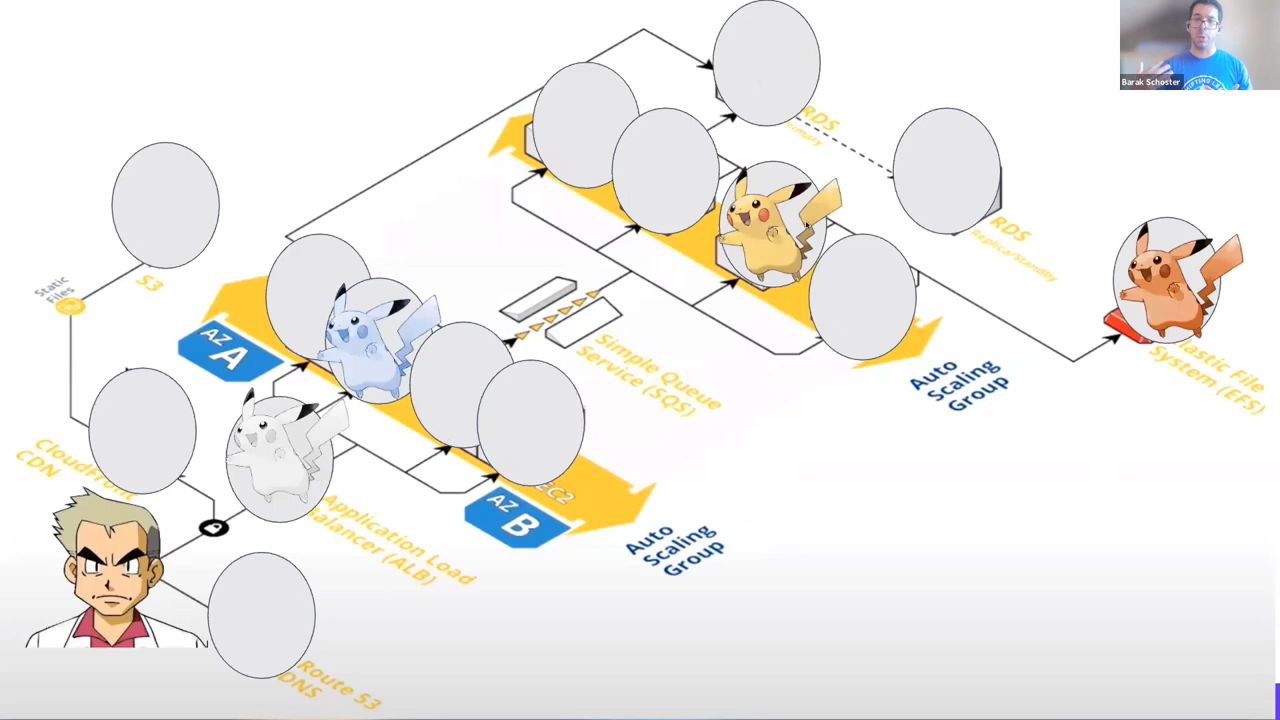 Barak Schoster
RDS
Primary
RDS
Replica/Standby
Static
Files
S3
AZ
A
Simple Queue
Service (SQS)
Auto
Scaling
Group
Elastic File
System (EFS)
CloudFront
CDN
EC2
AZ
B
Application Load
Balancer (ALB)
Auto
Scaling
Group
Route 53
DNS